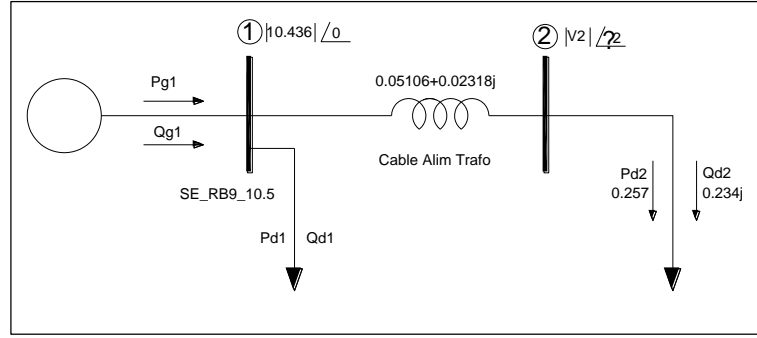 1 |10.436| /0
2 |V2| /?2
Pg1
0.05106+0.02318j
Qg1
Cable Alim Trafo
Pd2 Qd2
0.257 0.234j
SE_RB9_10.5
Pd1 Qd1